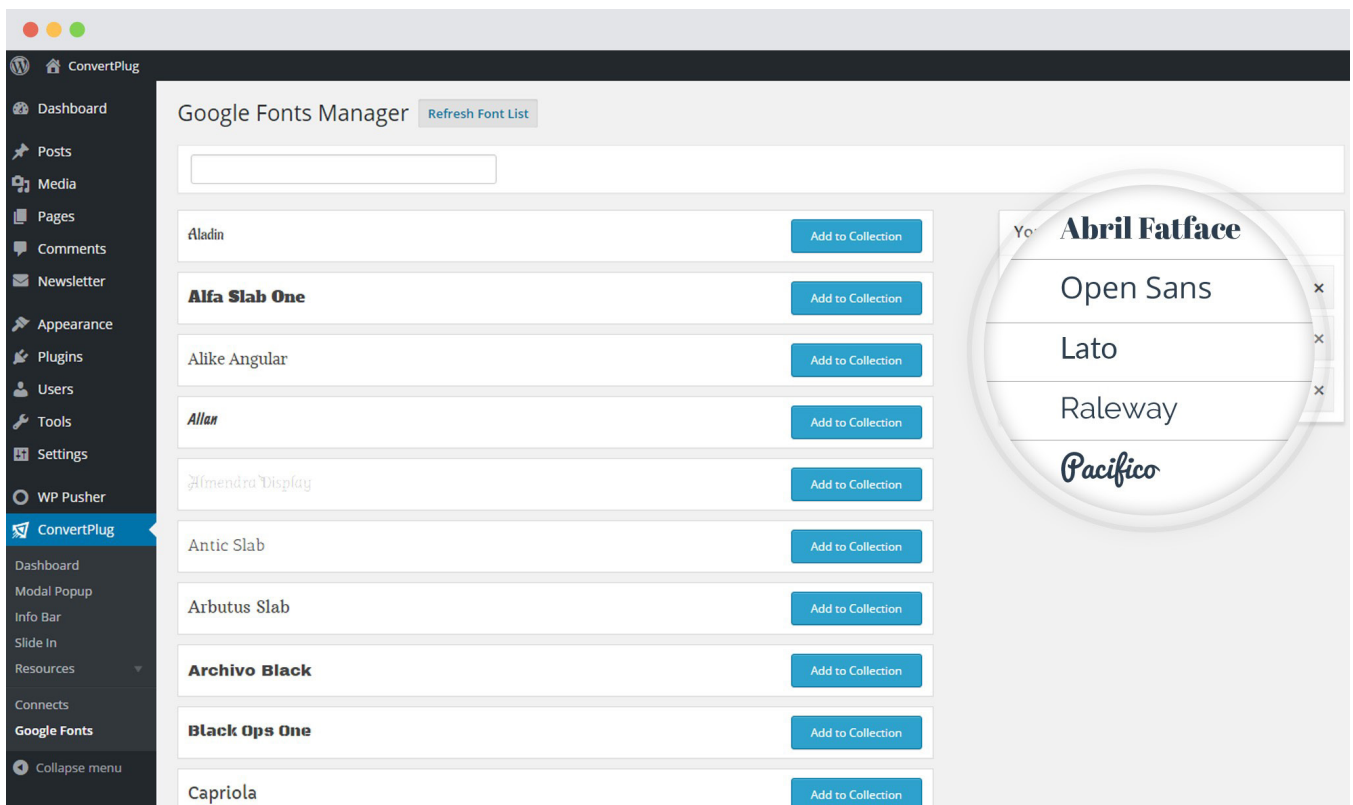 ConvertPlug
Dashboard
Posts
Media
Pages
Comments
Newsletter
Appearance
Plugins
Users
Tools
Settings
WP Pusher
ConvertPlug
Dashboard
Modal Popup
Info Bar
Slide In
Resources
Connects
Google Fonts
Collapse menu
Google Fonts Manager Refresh Font List
Aladin Add to Collection
Alfa Slab One Add to Collection
Alike Angular Add to Collection
Allan Add to Collection
Almendra Display Add to Collection
Antic Slab Add to Collection
Arbutus Slab Add to Collection
Archivo Black Add to Collection
Black Ops One Add to Collection
Capriola Add to Collection
Abril Fatface
Open Sans
Lato
Raleway
Pacifico